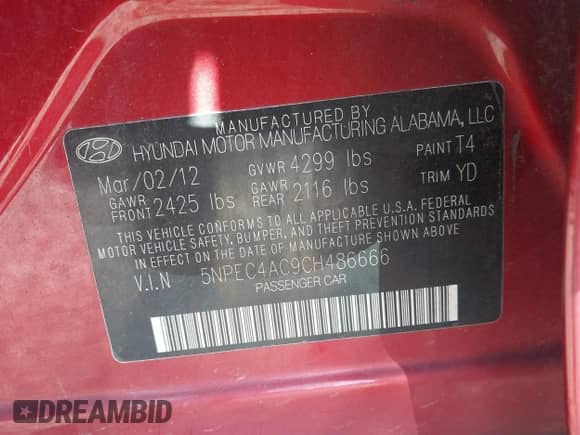 MANUFACTURED BY
HYUNDAI MOTOR MANUFACTURING ALABAMA, LLC
Mar/02/12 GVWR 4299 lbs PAINT T4
GAWR FRONT 2425 lbs GAWR REAR 2116 lbs TRIM YD
THIS VEHICLE CONFORMS TO ALL APPLICABLE U.S.A. FEDERAL
MOTOR VEHICLE SAFETY, BUMPER, AND THEFT PREVENTION STANDARDS
IN EFFECT ON THE DATE OF MANUFACTURE SHOWN ABOVE
V.I.N 5NPEC4AC9CH486666
PASSENGER CAR
DREAMBID